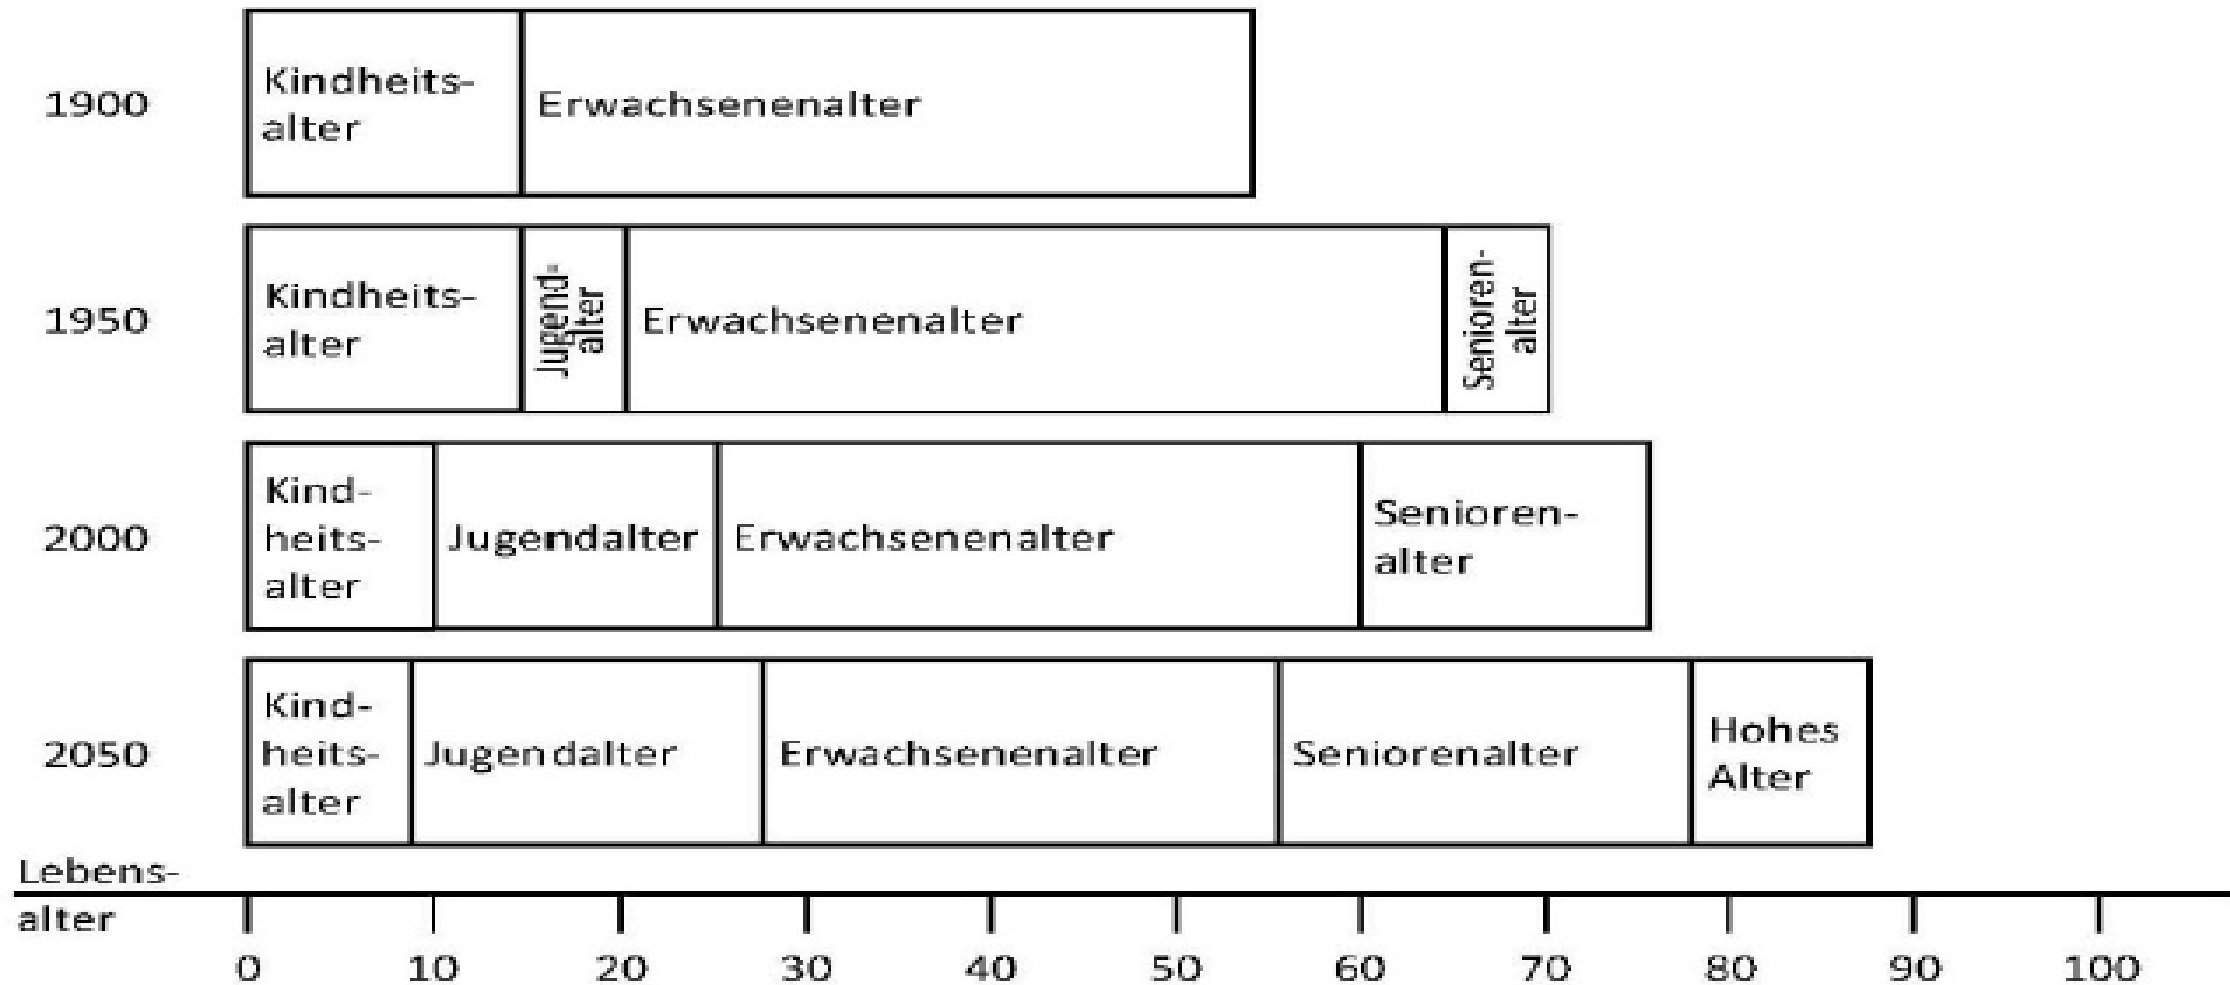 1900
Kindheits-
alter
Erwachsenenalter
1950
Kindheits-
alter
Jugend-
alter
Erwachsenenalter
Senioren-
alter
2000
Kind-
heits-
alter
Jugendalter
Erwachsenenalter
Senioren-
alter
2050
Kind-
heits-
alter
Jugendalter
Erwachsenenalter
Seniorenalter
Hohes
Alter
Lebens-
alter
0 10 20 30 40 50 60 70 80 90 100